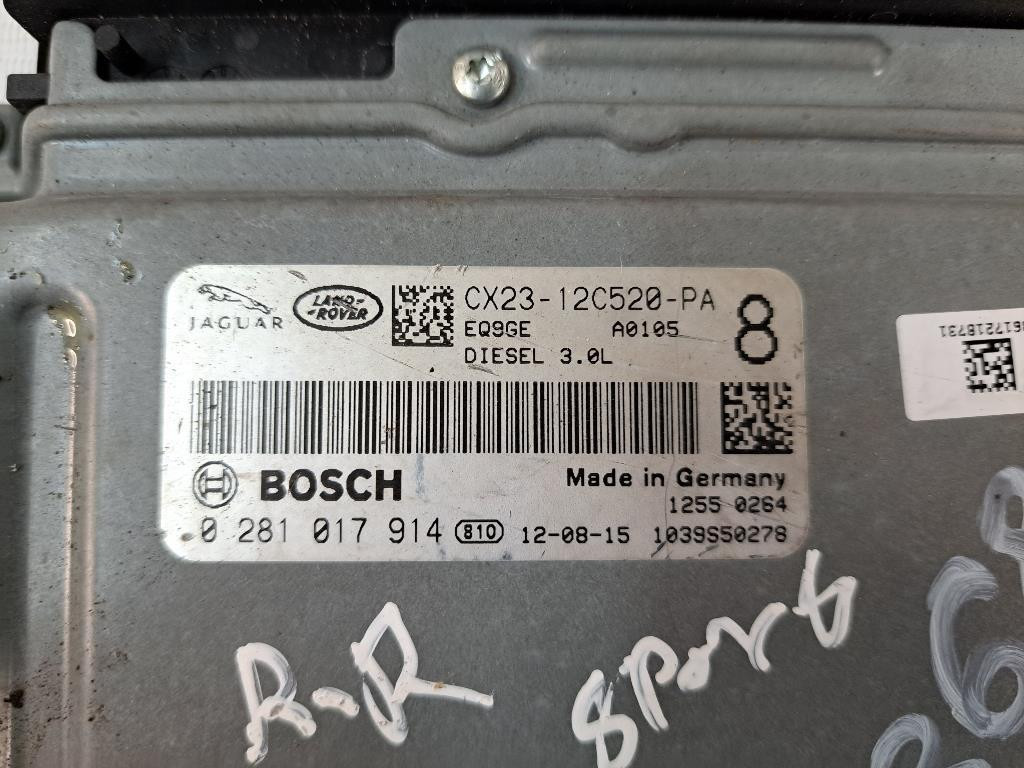 JAGUAR
LAND-
-ROVER
CX23-12C520-PA
8
EQ9GE A0105
DIESEL 3.0L
BOSCH
Made in Germany
1255 0264
0 281 017 914 810 12-08-15 1039S50278
R-R
Sport